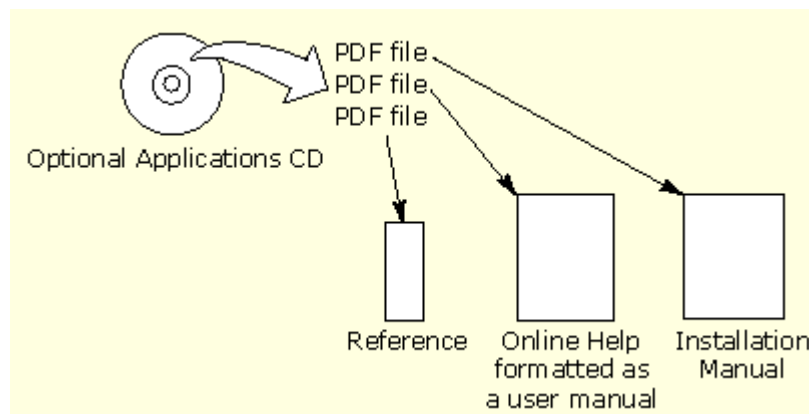 PDF file
PDF file
PDF file
Optional Applications CD
Reference
Online Help
formatted as
a user manual
Installation
Manual